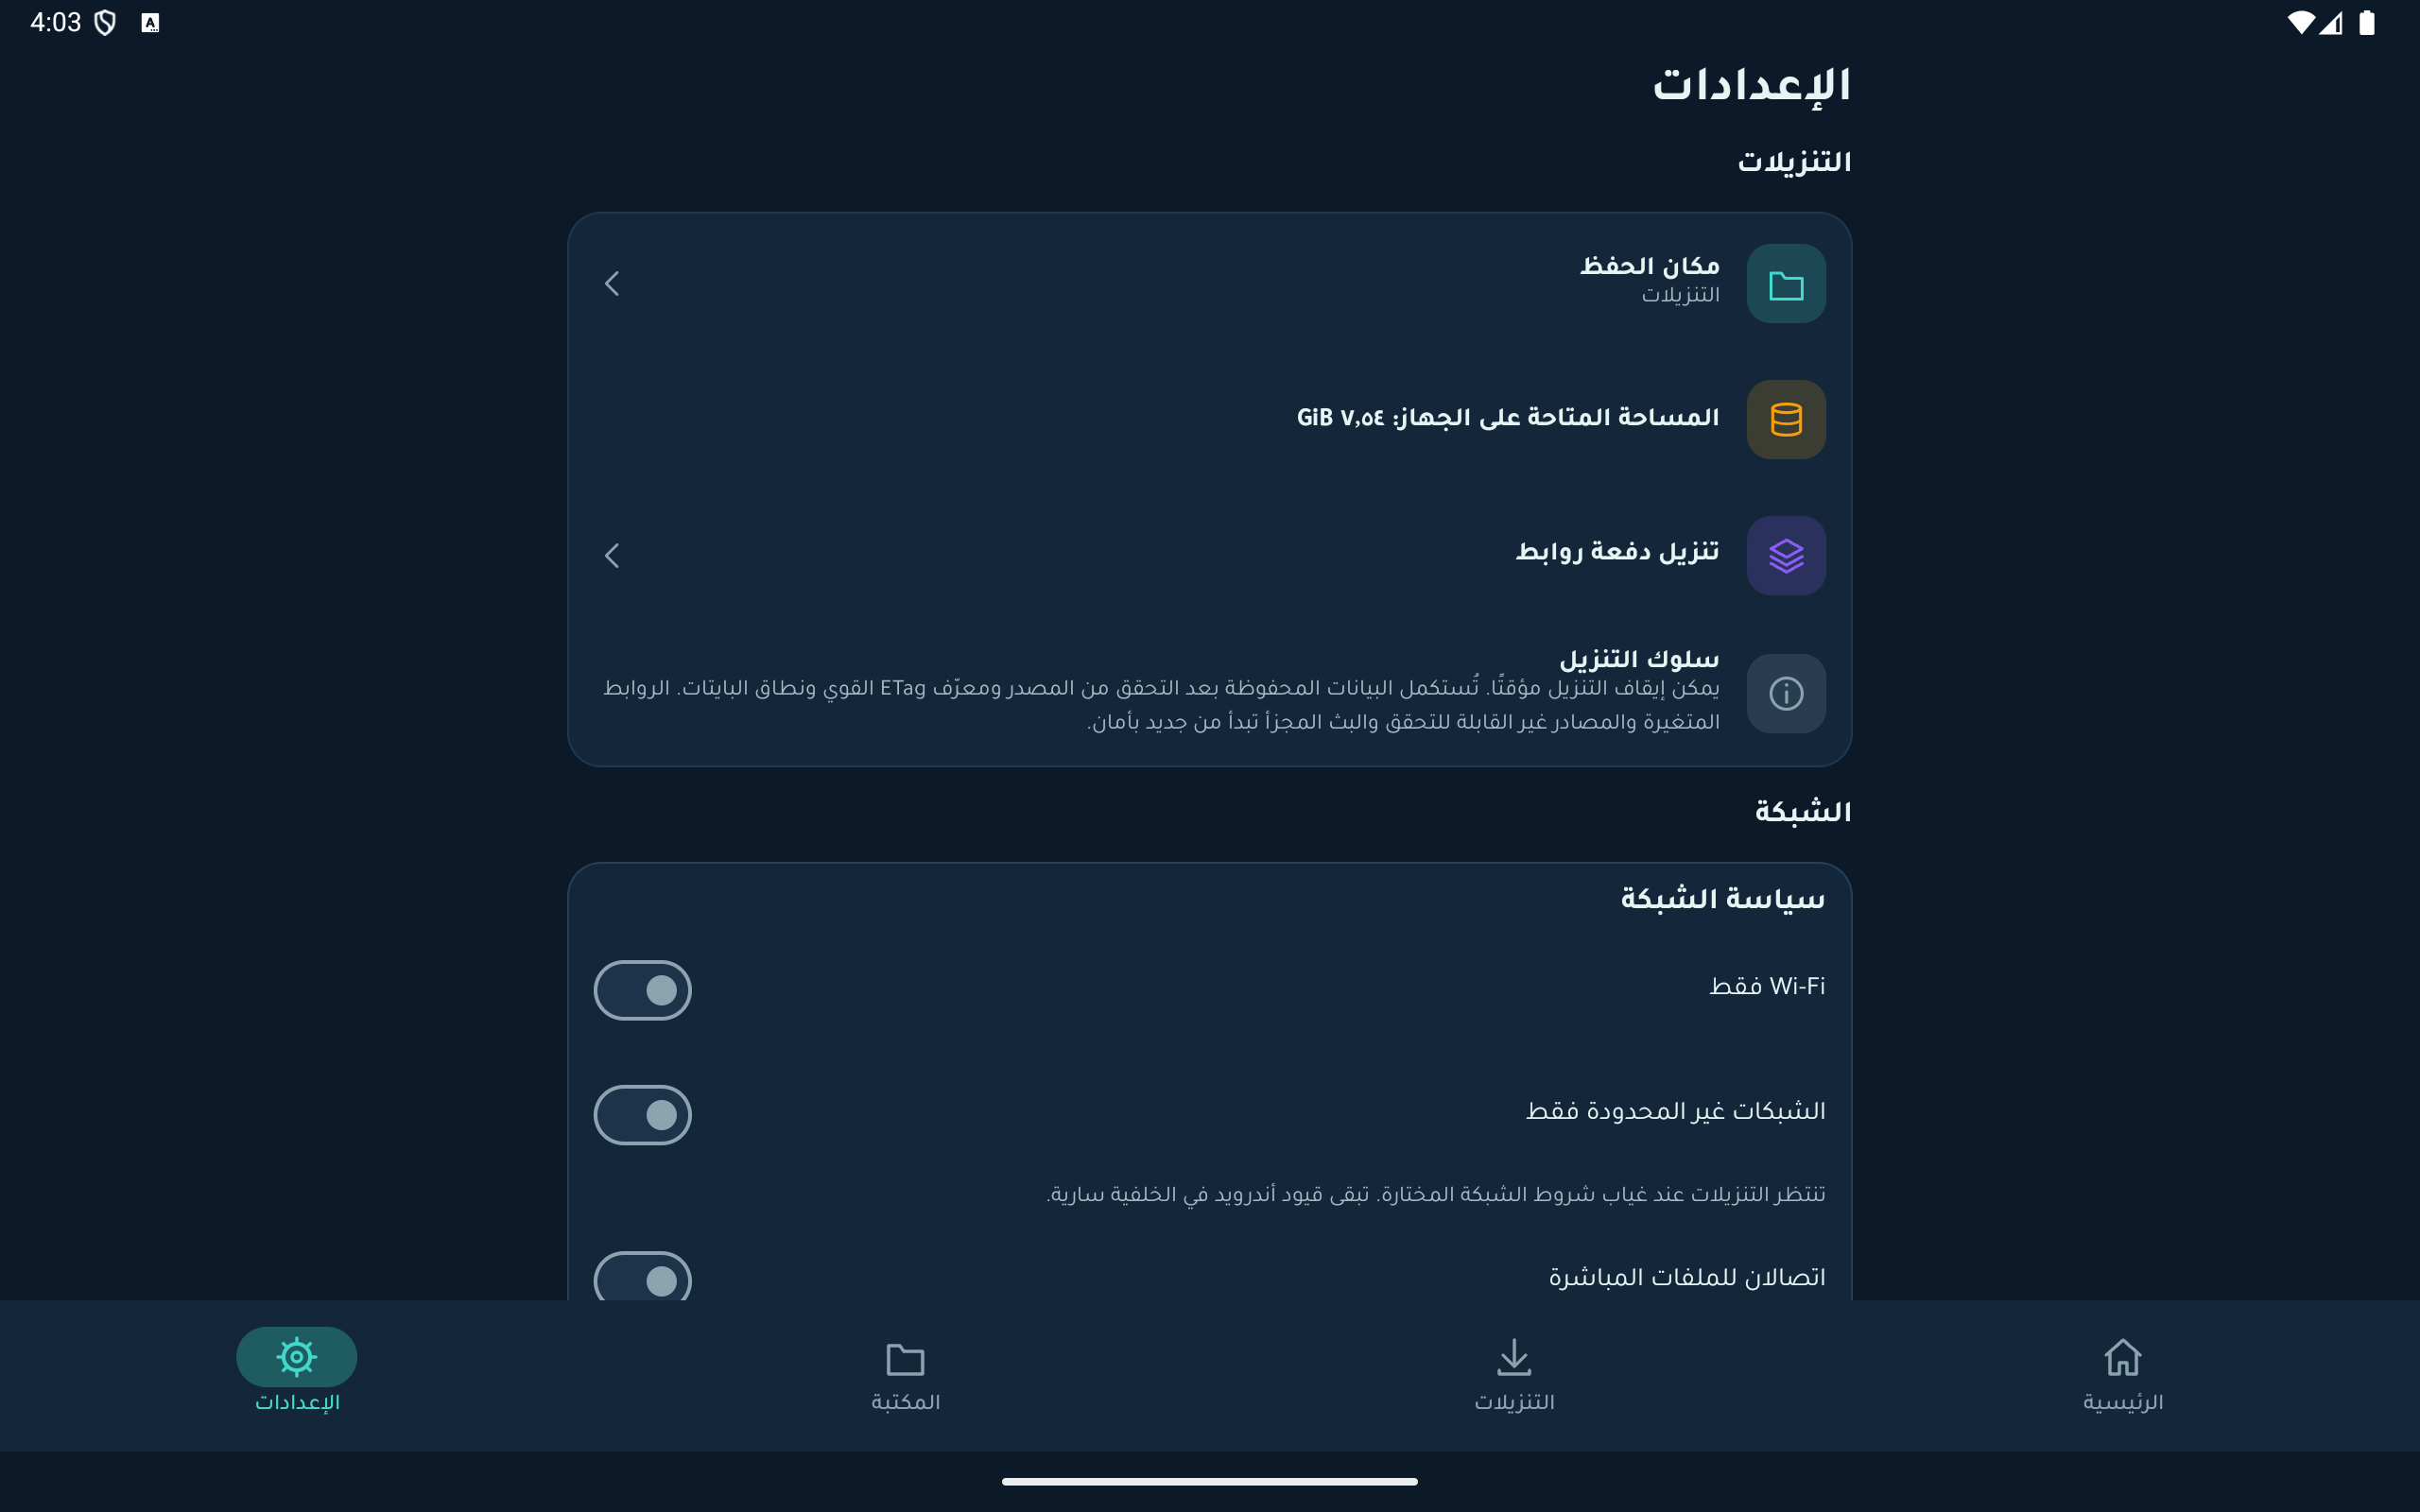 4:03
الإعدادات
التنزيلات
مكان الحفظ
التنزيلات
المساحة المتاحة على الجهاز: ٧٫٥٤ GiB
تنزيل دفعة روابط
سلوك التنزيل
يمكن إيقاف التنزيل مؤقتًا. تُستكمل البيانات المحفوظة بعد التحقق من المصدر ومعرّف ETag القوي ونطاق البايتات. الروابط
المتغيرة والمصادر غير القابلة للتحقق والبث المجزأ تبدأ من جديد بأمان.
الشبكة
سياسة الشبكة
Wi-Fi فقط
الشبكات غير المحدودة فقط
تنتظر التنزيلات عند غياب شروط الشبكة المختارة. تبقى قيود أندرويد في الخلفية سارية.
اتصالان للملفات المباشرة
الرئيسية
التنزيلات
المكتبة
الإعدادات